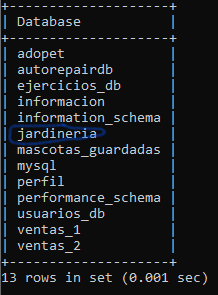 Database
adopet
autorepairdb
ejercicios_db
informacion
information_schema
jardineria
mascotas_guardadas
mysql
perfil
performance_schema
usuarios_db
ventas_1
ventas_2
13 rows in set (0.001 sec)